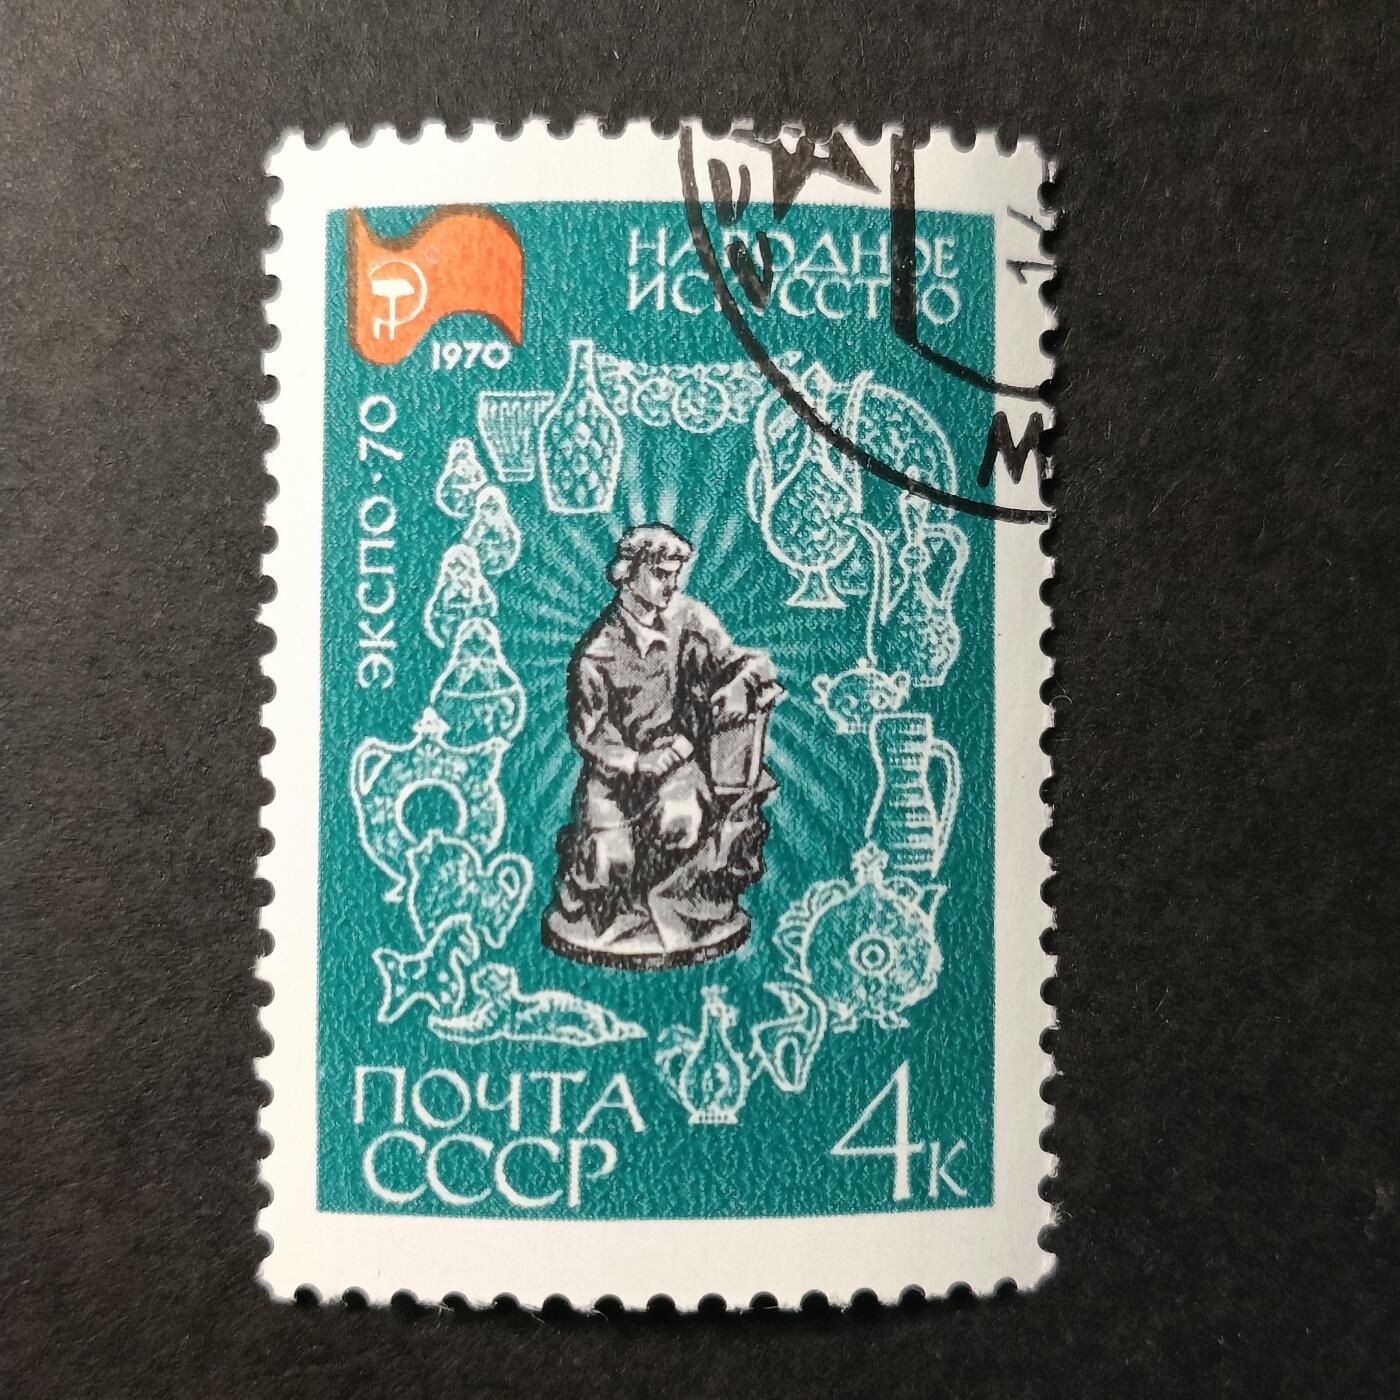 НАРОДНОЕ
ИСКУССТВО
1970
ЭКСПО·70
М
ПОЧТА
СССР
4к